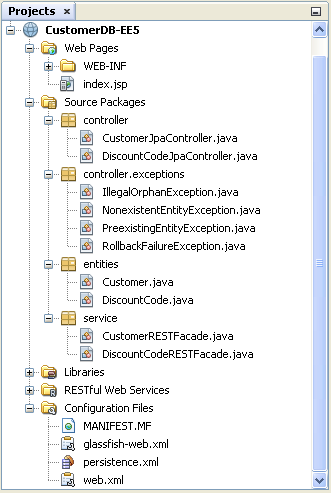 Projects
CustomerDB-EE5
Web Pages
WEB-INF
index.jsp
Source Packages
controller
CustomerJpaController.java
DiscountCodeJpaController.java
controller.exceptions
IllegalOrphanException.java
NonexistentEntityException.java
PreexistingEntityException.java
RollbackFailureException.java
entities
Customer.java
DiscountCode.java
service
CustomerRESTFacade.java
DiscountCodeRESTFacade.java
Libraries
RESTful Web Services
Configuration Files
MANIFEST.MF
glassfish-web.xml
persistence.xml
web.xml